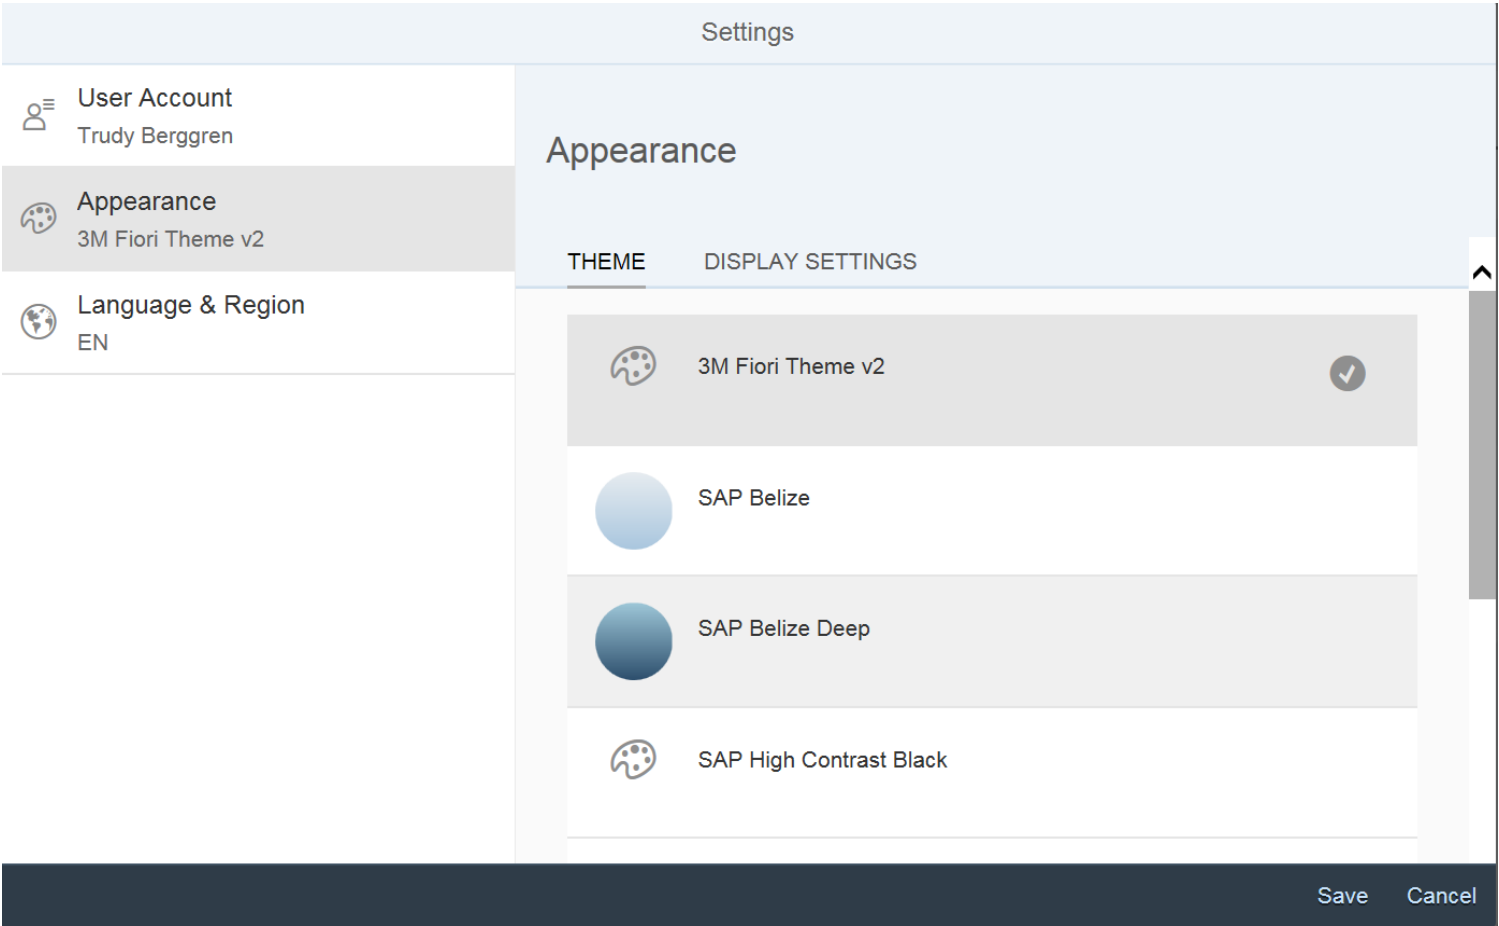 Settings
User Account
Trudy Berggren
Appearance
3M Fiori Theme v2
Language & Region
EN
Appearance
THEME
DISPLAY SETTINGS
3M Fiori Theme v2
SAP Belize
SAP Belize Deep
SAP High Contrast Black
Save
Cancel